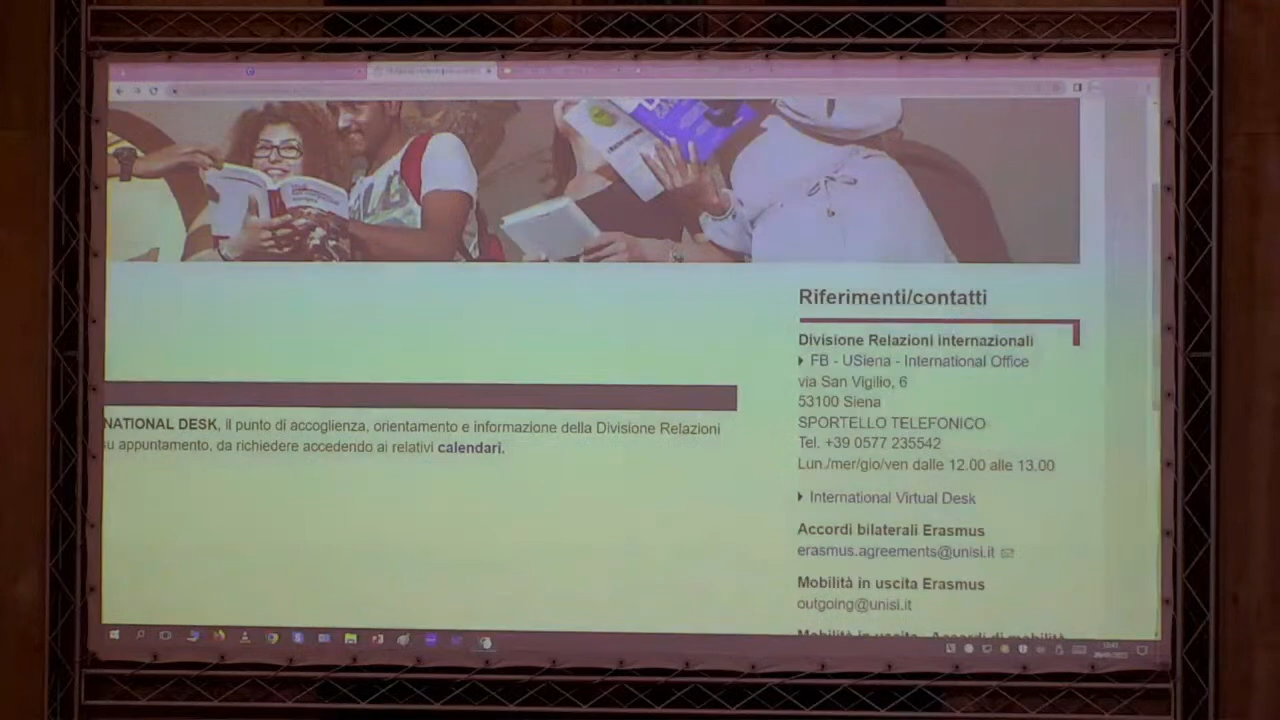 Riferimenti/contatti
Divisione Relazioni internazionali
FB - USiena - International Office
via San Vigilio, 6
53100 Siena
SPORTELLO TELEFONICO
Tel. +39 0577 235542
Lun./mer/gio/ven dalle 12.00 alle 13.00
International Virtual Desk
Accordi bilaterali Erasmus
erasmus.agreements@unisi.it
Mobilità in uscita Erasmus
outgoing@unisi.it
NATIONAL DESK, il punto di accoglienza, orientamento e informazione della Divisione Relazioni
su appuntamento, da richiedere accedendo ai relativi calendari.